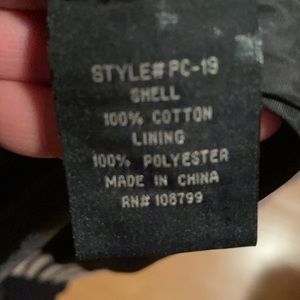 STYLE# PC-19
SHELL
100% COTTON
LINING
100% POLYESTER
MADE IN CHINA
RN# 108799